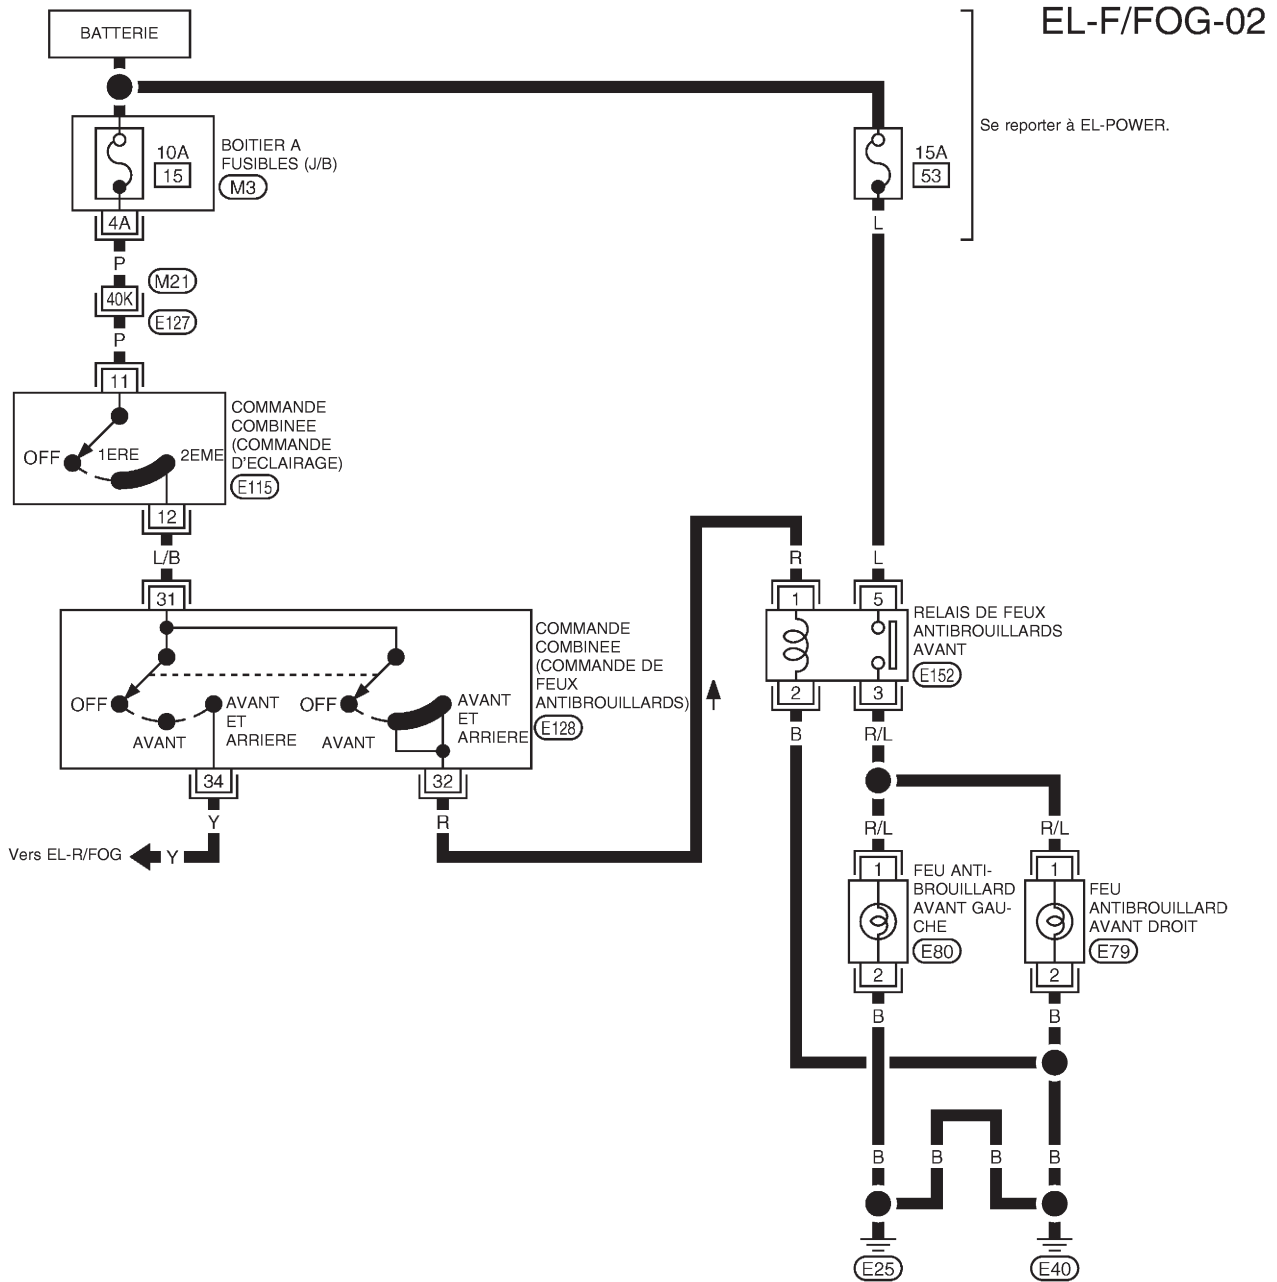 EL-F/FOG-02
BATTERIE
Se reporter à EL-POWER.
10A
15
BOITIER A
FUSIBLES (J/B)
M3
15A
53
4A
L
P
M21
40K
E127
P
11
COMMANDE
COMBINEE
(COMMANDE
D'ECLAIRAGE)
E115
OFF
1ERE
2EME
12
L/B
31
R
L
1
5
RELAIS DE FEUX
ANTIBROUILLARDS
AVANT
E152
2
3
COMMANDE
COMBINEE
(COMMANDE DE
FEUX
ANTIBROUILLARDS)
E128
OFF
AVANT
AVANT
ET
ARRIERE
OFF
AVANT
AVANT
ET
ARRIERE
B
R/L
34
32
Y
R
Vers EL-R/FOG
Y
R/L
R/L
1
FEU ANTI-
BROUILLARD
AVANT GAU-
CHE
E80
1
FEU
ANTIBROUILLARD
AVANT DROIT
E79
2
2
B
B
B
B
B
B
E25
E40